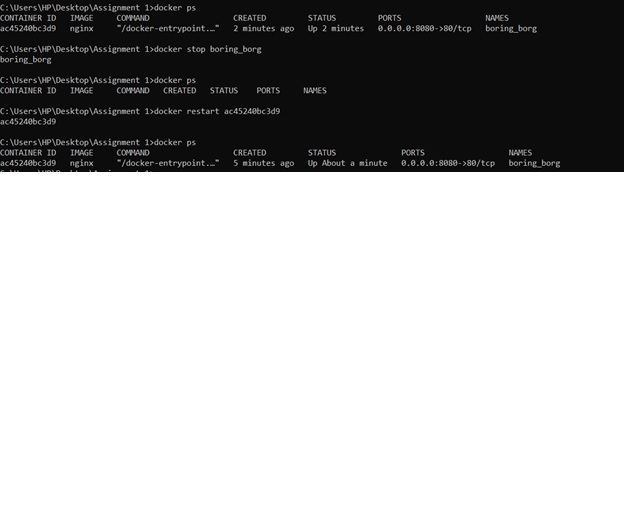 C:\Users\HP\Desktop\Assignment 1>docker ps
CONTAINER ID   IMAGE     COMMAND                  CREATED         STATUS         PORTS                  NAMES
ac45240bc3d9   nginx     "/docker-entrypoint.…"   2 minutes ago   Up 2 minutes   0.0.0.0:8080->80/tcp   boring_borg
C:\Users\HP\Desktop\Assignment 1>docker stop boring_borg
boring_borg
C:\Users\HP\Desktop\Assignment 1>docker ps
CONTAINER ID   IMAGE     COMMAND   CREATED   STATUS    PORTS     NAMES
C:\Users\HP\Desktop\Assignment 1>docker restart ac45240bc3d9
ac45240bc3d9
C:\Users\HP\Desktop\Assignment 1>docker ps
CONTAINER ID   IMAGE     COMMAND                  CREATED         STATUS              PORTS                  NAMES
ac45240bc3d9   nginx     "/docker-entrypoint.…"   5 minutes ago   Up About a minute   0.0.0.0:8080->80/tcp   boring_borg